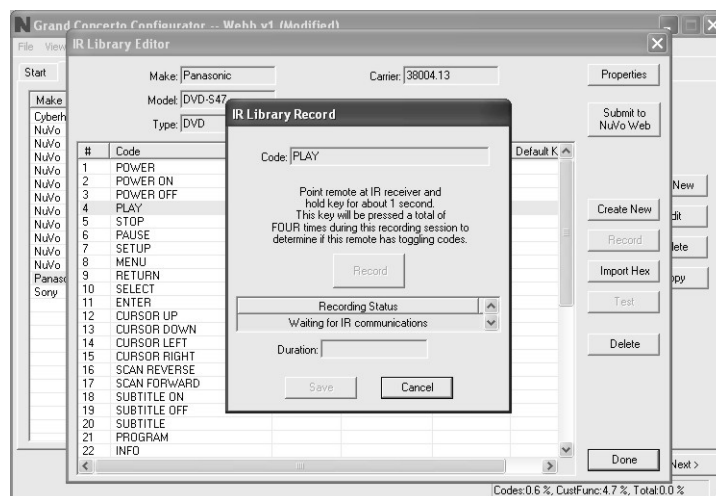 Grand Concerto Configurator -- Webb v1 (Modified)
File View
IR Library Editor
Start
Make: Panasonic
Carrier: 38004.13
Properties
Model: DVD-S47
Type: DVD
Submit to
NuVo Web
Make
Cyberh
NuVo
NuVo
NuVo
NuVo
NuVo
NuVo
NuVo
NuVo
NuVo
NuVo
NuVo
Panaso
Sony
# Code Default K
1 POWER
2 POWER ON
3 POWER OFF
4 PLAY
5 STOP
6 PAUSE
7 SETUP
8 MENU
9 RETURN
10 SELECT
11 ENTER
12 CURSOR UP
13 CURSOR DOWN
14 CURSOR LEFT
15 CURSOR RIGHT
16 SCAN REVERSE
17 SCAN FORWARD
18 SUBTITLE ON
19 SUBTITLE OFF
20 SUBTITLE
21 PROGRAM
22 INFO
IR Library Record
Code: PLAY
Point remote at IR receiver and
hold key for about 1 second.
This key will be pressed a total of
FOUR times during this recording session to
determine if this remote has toggling codes.
Record
Recording Status
Waiting for IR communications
Duration:
Save Cancel
Create New
Record
Import Hex
Test
Delete
Done
New
dit
lete
opy
Next >
Codes:0.6 %, CustFunc:4.7 %, Total:0.0 %